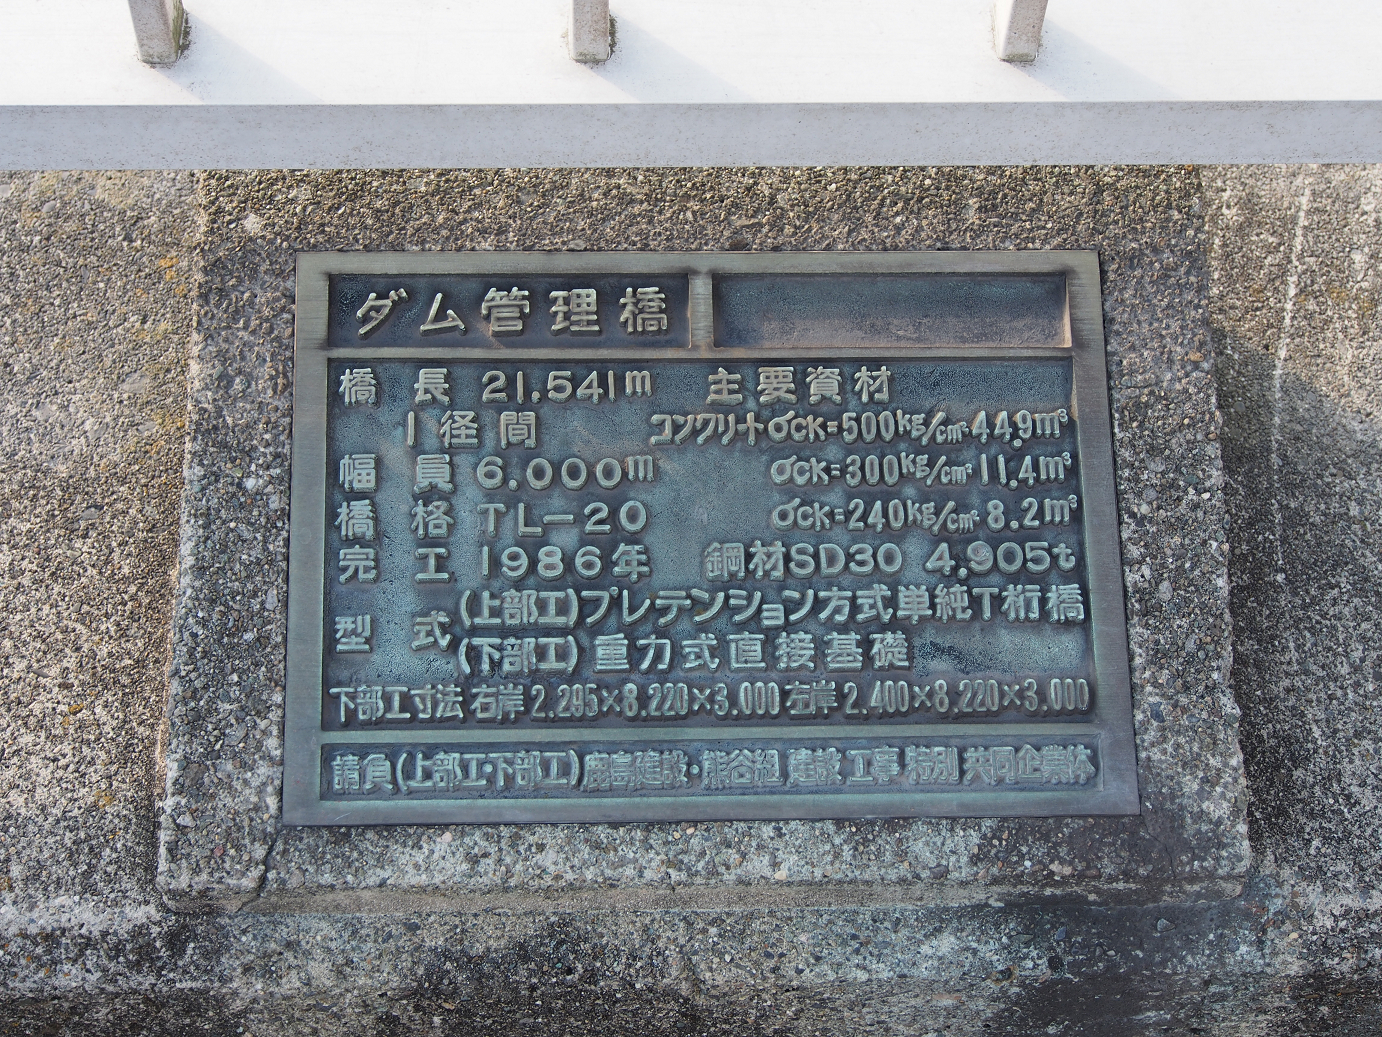 ダム管理橋
橋長 21.541m 主要資材
1径間 コンクリートσck=500kg/cm² 44.9m³
幅員 6.000m σck=300kg/cm² 11.4m³
橋格 TL-20 σck=240kg/cm² 8.2m³
完工 1986年 鋼材SD30 4.905t
型式 (上部工)プレテンション方式単純T桁橋
(下部工)重力式直接基礎
下部工寸法 右岸2.295×8.220×3.000 左岸2.400×8.220×3.000
請負(上部工・下部工)鹿島建設・熊谷組 建設工事特別共同企業体